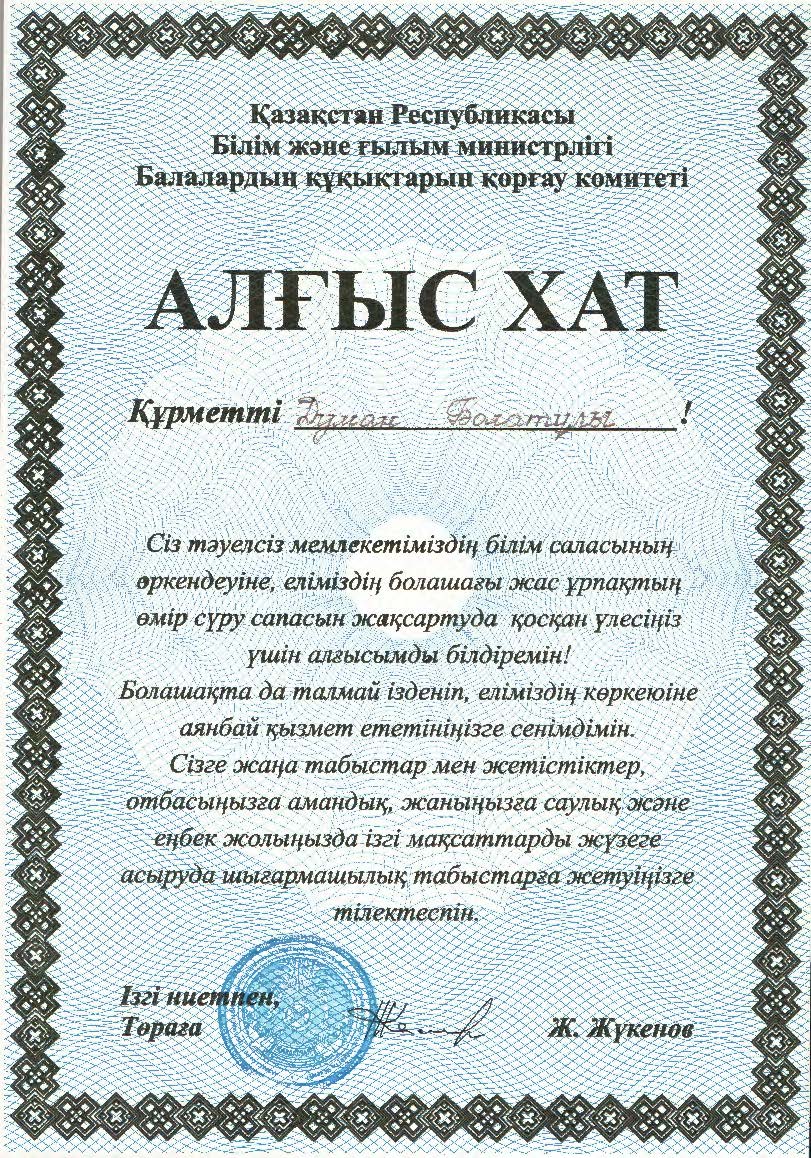 Қазақстан Республикасы
Білім және ғылым министрлігі
Балалардың құқықтарын қорғау комитеті
АЛҒЫС ХАТ
Құрметті Думан Болатұлы !
Сіз тәуелсіз мемлекетіміздің білім саласының
өркендеуіне, еліміздің болашағы жас ұрпақтың
өмір сүру сапасын жақсартуда қосқан үлесіңіз
үшін алғысымды білдіремін!
Болашақта да талмай ізденіп, еліміздің көркеюіне
аянбай қызмет ететініңізге сенімдімін.
Сізге жаңа табыстар мен жетістіктер,
отбасыңызға амандық, жаныңызға саулық және
еңбек жолыңызда ізгі мақсаттарды жүзеге
асыруда шығармашылық табыстарға жетуіңізге
тілектеспін.
Ізгі ниетпен,
Төраға Ж. Жүкенов